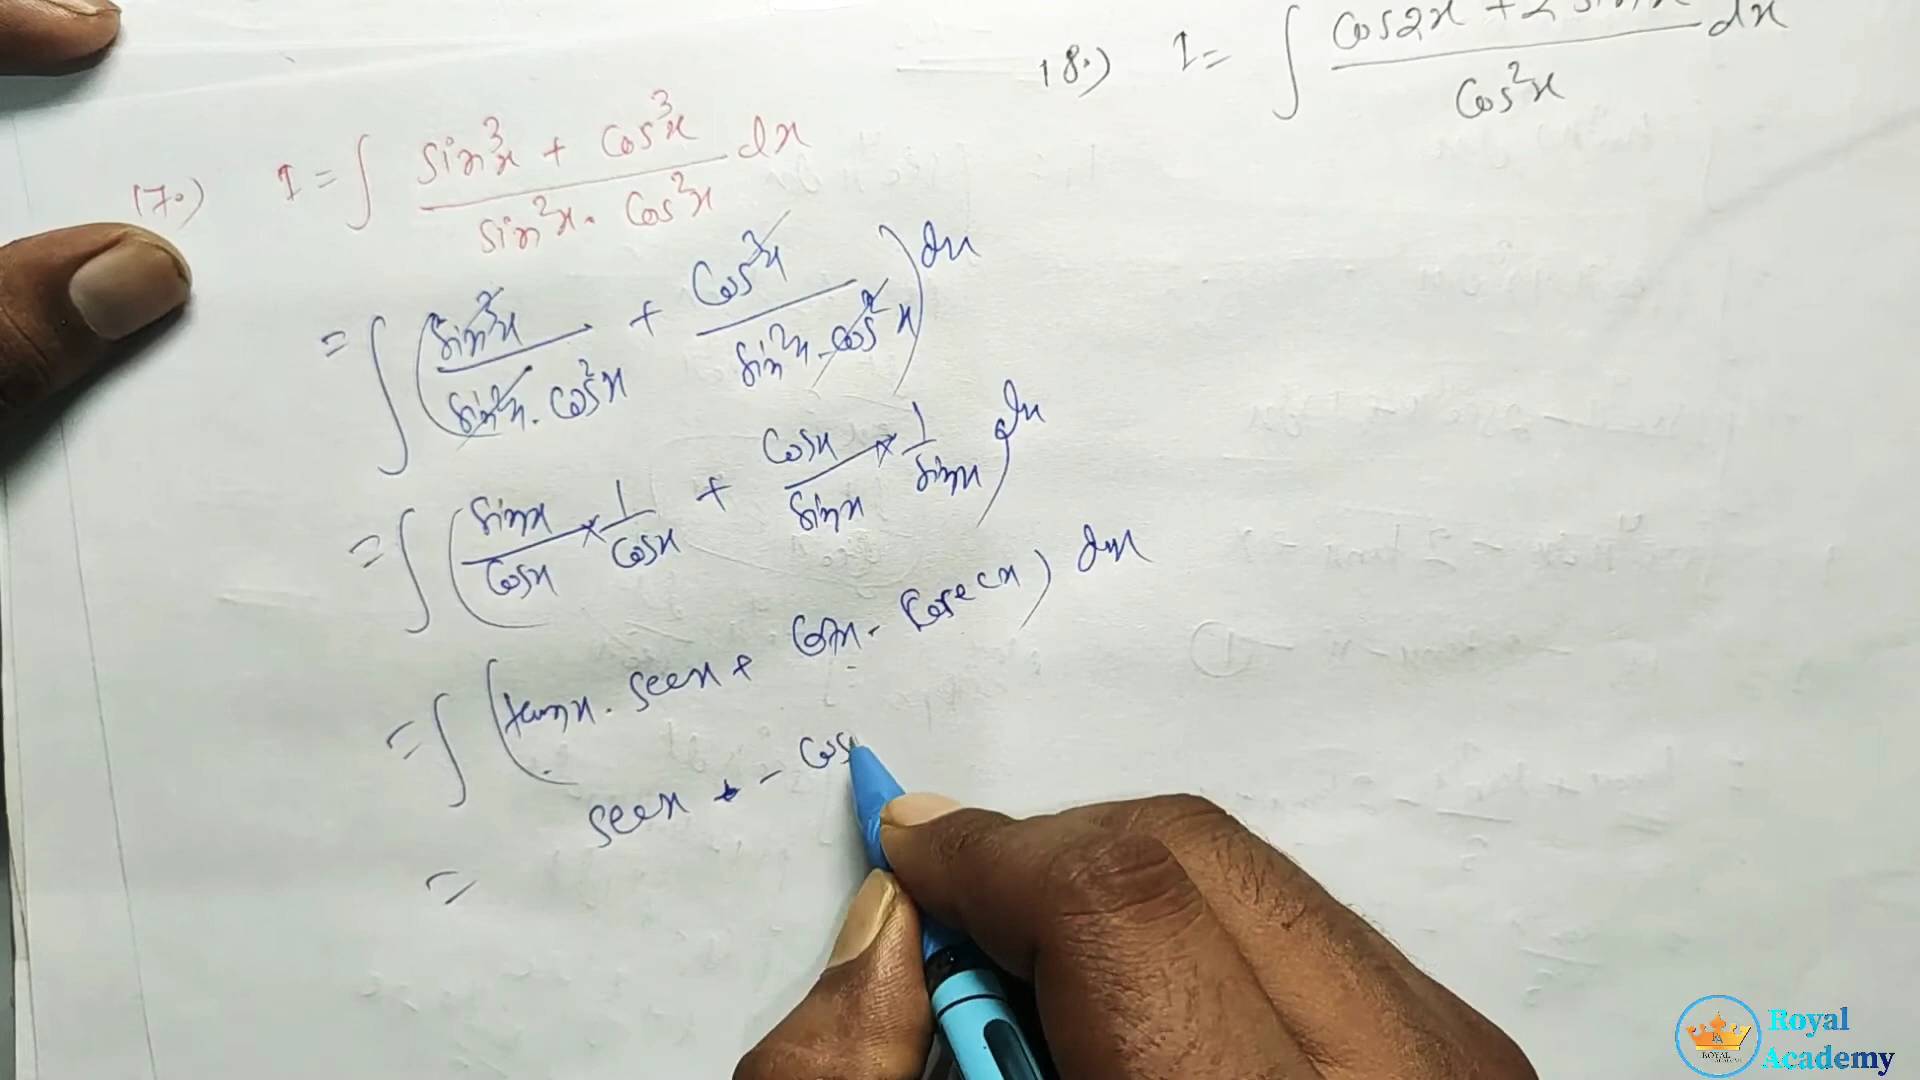 17.) I = ∫ sin³x + cos³x / sin²x . cos²x dx
= ∫ ( sin³x / sin²x . cos²x + cos³x / sin²x . cos²x ) dx
= ∫ ( sinx / cosx × 1 / cosx + cosx / sinx × 1 / sinx ) dx
= ∫ ( tanx . secx + cotx . cosecx ) dx
= secx - cos
18.) I = ∫ cos2x + 2 sin²x / cos²x dx
Royal
Academy
ROYAL